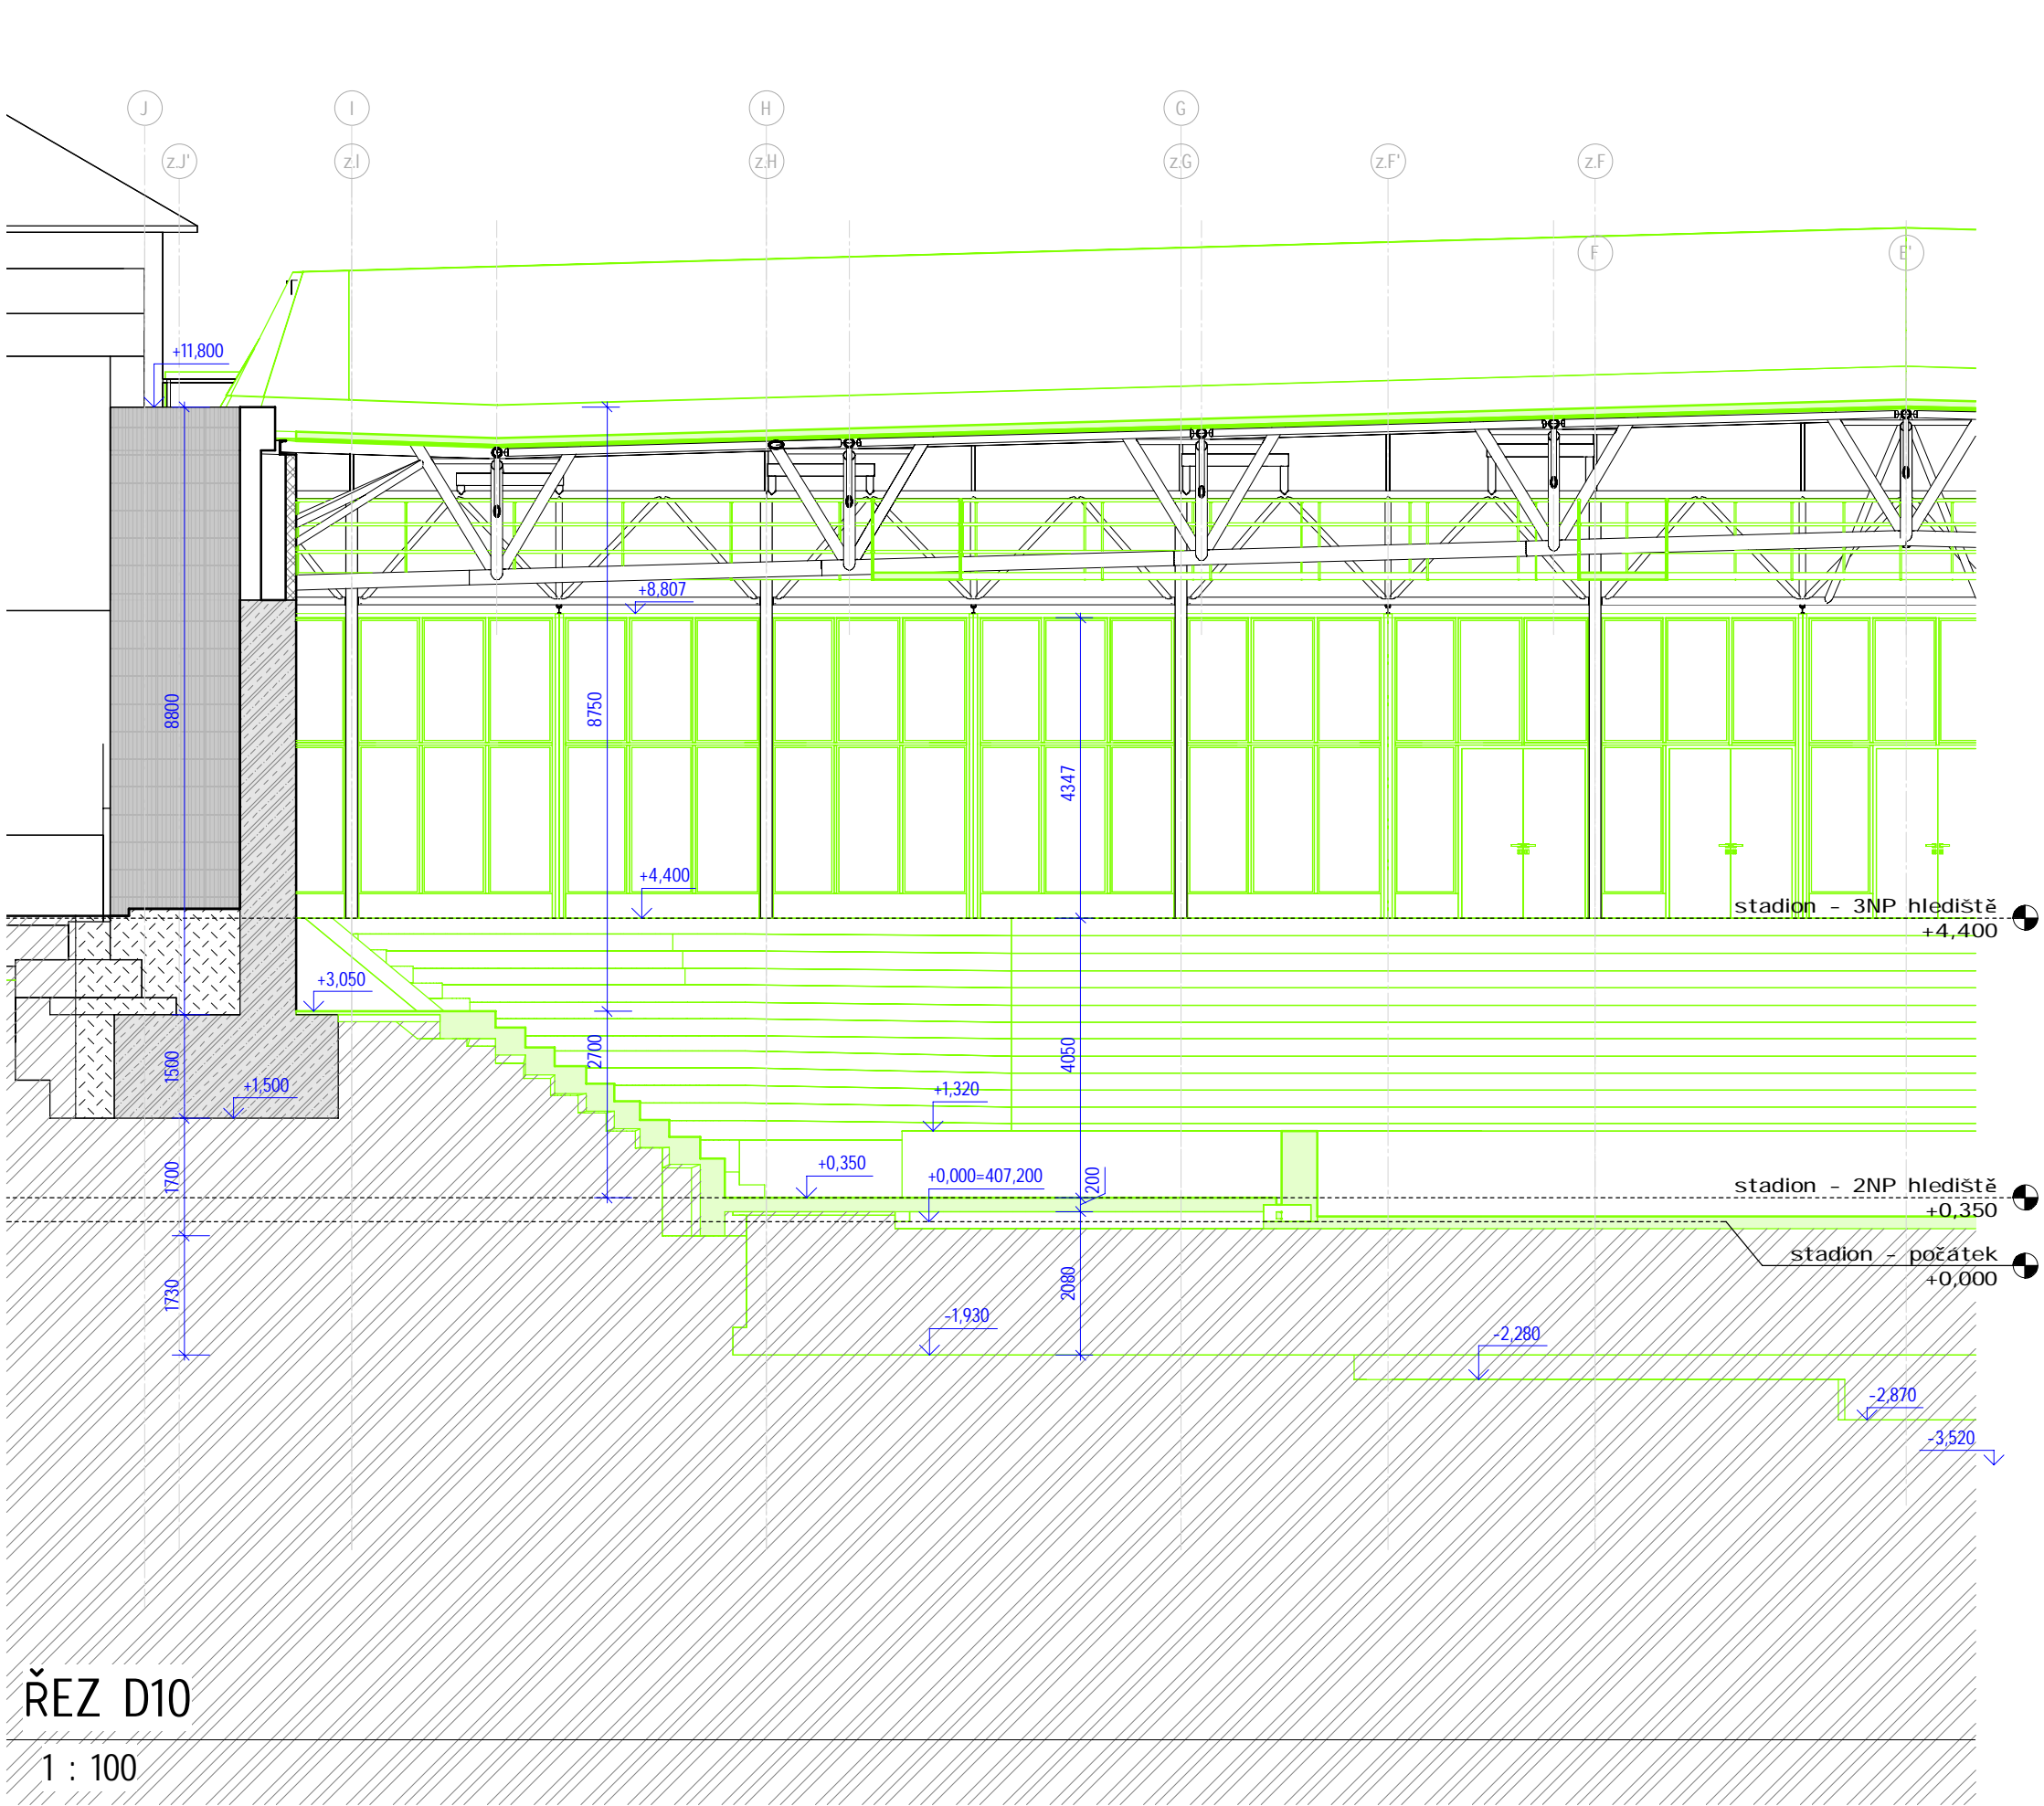 J
I
H
G
z.J'
z.I
z.H
z.G
z.F'
z.F
F
E'
+11,800
+8,807
8800
8750
4347
+4,400
stadion - 3NP hlediště
+4,400
+3,050
1500
+1,500
2700
4050
+1,320
1700
+0,350
+0,000=407,200
200
stadion - 2NP hlediště
+0,350
stadion - počátek
+0,000
1730
2080
-1,930
-2,280
-2,870
-3,520
ŘEZ D10
1 : 100